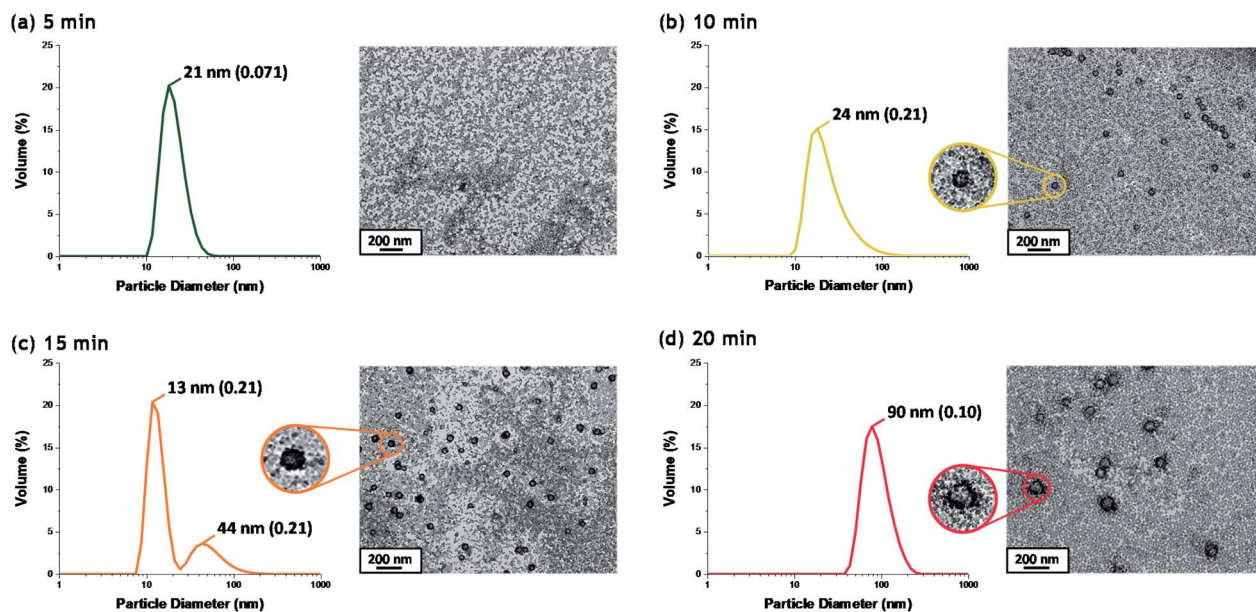 (a) 5 min
25
20
15
10
5
0
Volume (%)
21 nm (0.071)
1
10
100
1000
Particle Diameter (nm)
200 nm
(b) 10 min
25
20
15
10
5
0
Volume (%)
24 nm (0.21)
1
10
100
1000
Particle Diameter (nm)
200 nm
(c) 15 min
25
20
15
10
5
0
Volume (%)
13 nm (0.21)
44 nm (0.21)
1
10
100
1000
Particle Diameter (nm)
200 nm
(d) 20 min
25
20
15
10
5
0
Volume (%)
90 nm (0.10)
1
10
100
1000
Particle Diameter (nm)
200 nm